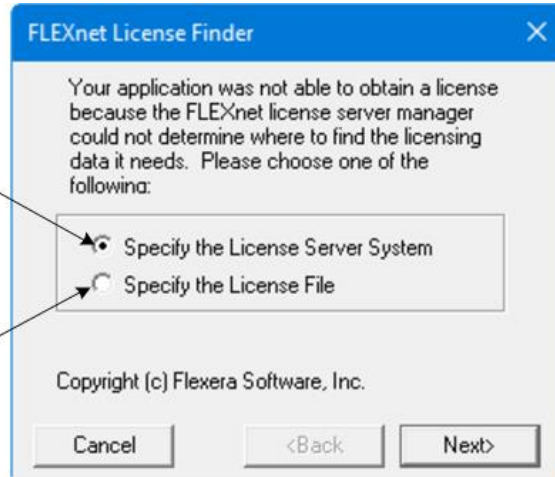 FLEXnet License Finder
Your application was not able to obtain a license
because the FLEXnet license server manager
could not determine where to find the licensing
data it needs. Please choose one of the
following:
Specify the License Server System
Specify the License File
Copyright (c) Flexera Software, Inc.
Cancel
<Back
Next>